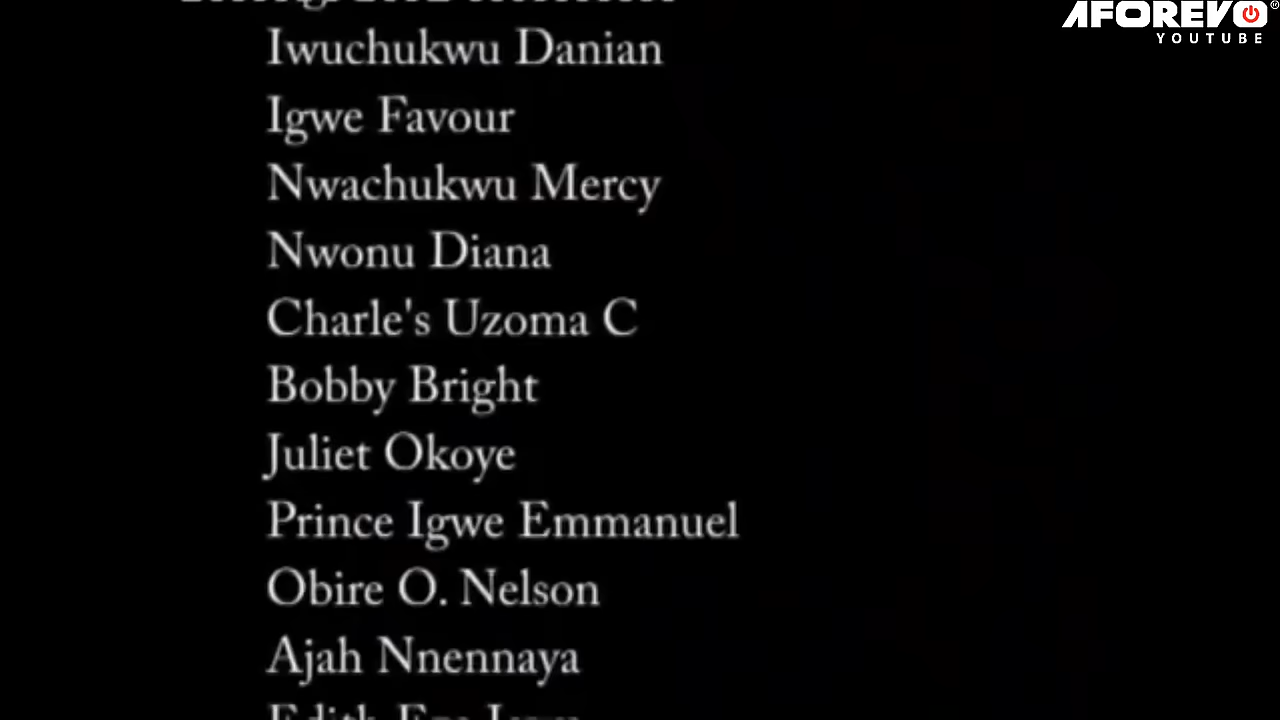 AFOREVO
YOUTUBE
Iwuchukwu Danian
Igwe Favour
Nwachukwu Mercy
Nwonu Diana
Charle's Uzoma C
Bobby Bright
Juliet Okoye
Prince Igwe Emmanuel
Obire O. Nelson
Ajah Nnennaya